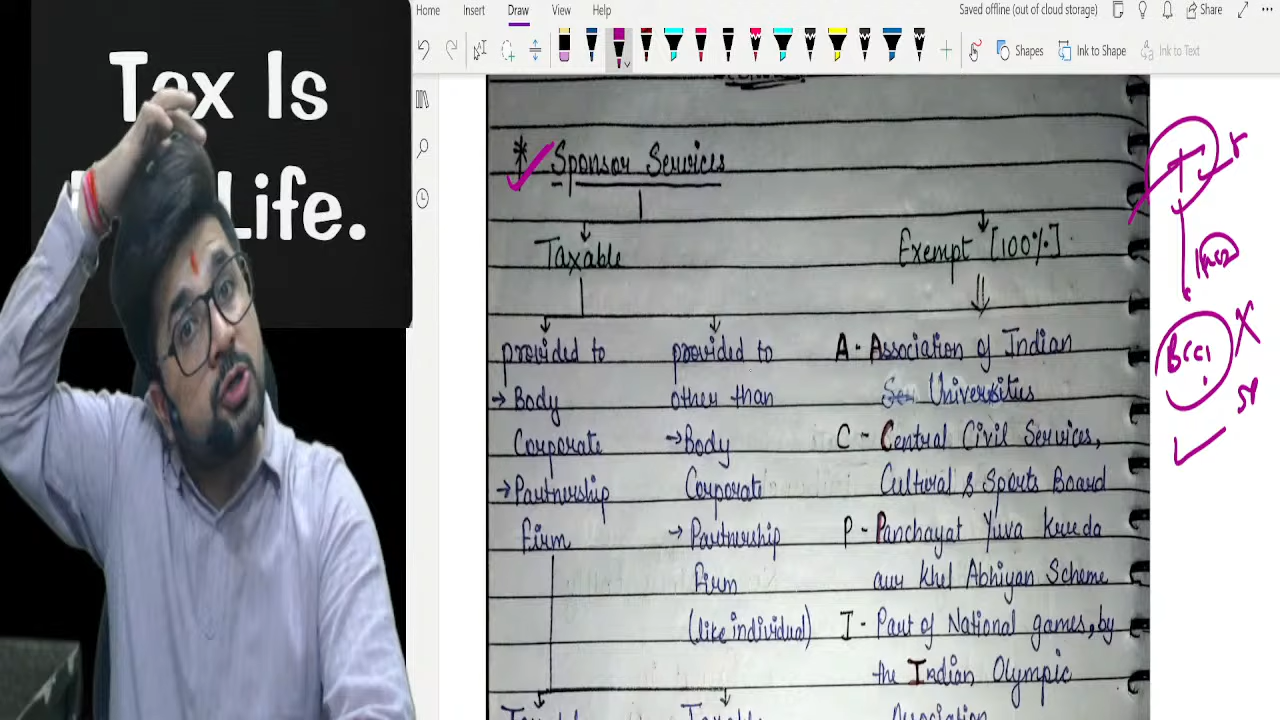 Tax Is
Life.
Home Insert Draw View Help
Saved offline (out of cloud storage)
Share
Shapes
Ink to Shape
Ink to Text
* Sponsor Services
Taxable
Exempt [100%]
provided to
→ Body
Corporate
→ Partnership
firm
provided to
other than
→ Body
Corporate
→ Partnership
Firm
(like individual)
A - Association of Indian
Universities
C - Central Civil Services,
Cultural & Sports Board
P - Panchayat Yuva Kreeda
aur Khel Abhiyan Scheme
I - Part of National games, by
the Indian Olympic
Association
Taxable
Taxable
T
BCCI